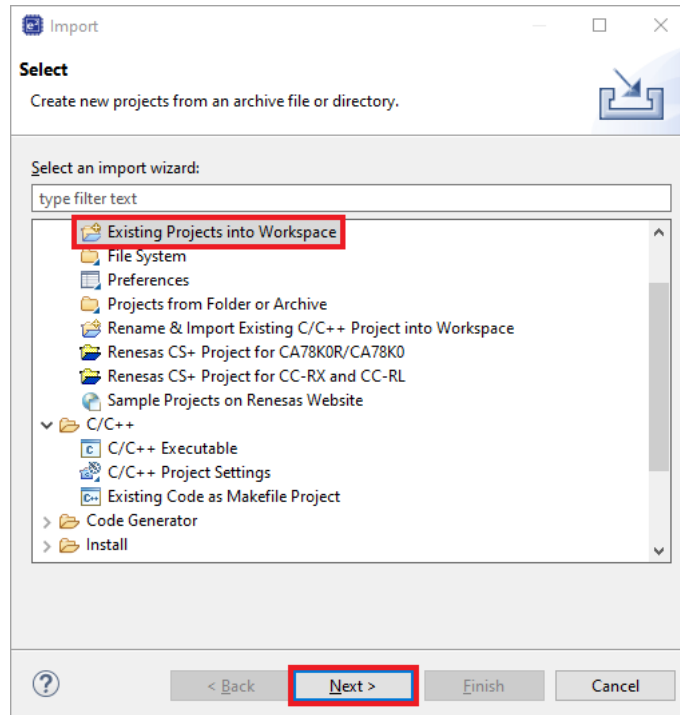 Import
Select
Create new projects from an archive file or directory.
Select an import wizard:
type filter text
Existing Projects into Workspace
File System
Preferences
Projects from Folder or Archive
Rename & Import Existing C/C++ Project into Workspace
Renesas CS+ Project for CA78K0R/CA78K0
Renesas CS+ Project for CC-RX and CC-RL
Sample Projects on Renesas Website
C/C++
C/C++ Executable
C/C++ Project Settings
Existing Code as Makefile Project
Code Generator
Install
< Back Next > Finish Cancel